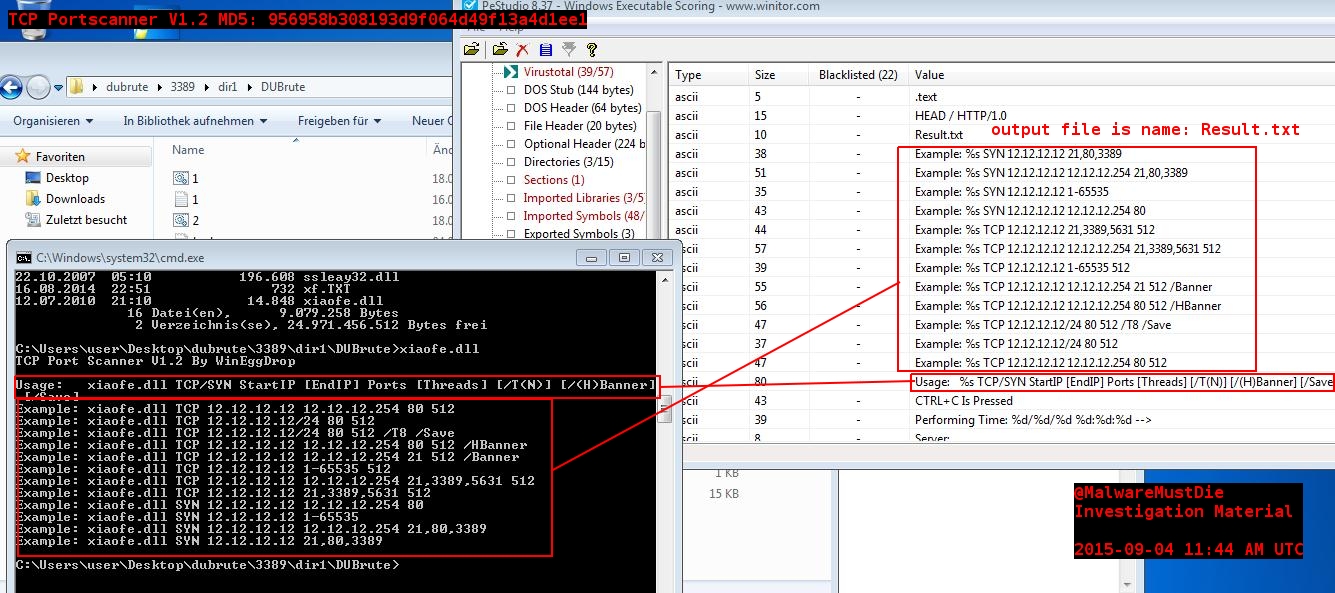 TCP Portscanner V1.2 MD5: 956958b308193d9f064d49f13a4d1ee1
PeStudio 8.37 - Windows Executable Scoring - www.winitor.com
Help
dubrute 3389 dir1 DUBrute
Organisieren In Bibliothek aufnehmen Freigeben für Neuer
Favoriten
Desktop
Downloads
Zuletzt besucht
Name
1 18.0
1 16.0
2 18.0
Virustotal (39/57)
DOS Stub (144 bytes)
DOS Header (64 bytes)
File Header (20 bytes)
Optional Header (224 b
Directories (3/15)
Sections (1)
Imported Libraries (3/5
Imported Symbols (48/
Exported Symbols (3)
Type Size Blacklisted (22) Value
ascii 5 - .text
ascii 15 - HEAD / HTTP/1.0
ascii 10 - Result.txt
output file is name: Result.txt
ascii 38 - Example: %s SYN 12.12.12.12 21,80,3389
ascii 51 - Example: %s SYN 12.12.12.12 12.12.12.254 21,80,3389
ascii 35 - Example: %s SYN 12.12.12.12 1-65535
ascii 43 - Example: %s SYN 12.12.12.12 12.12.12.254 80
ascii 44 - Example: %s TCP 12.12.12.12 21,3389,5631 512
ascii 57 - Example: %s TCP 12.12.12.12 12.12.12.254 21,3389,5631 512
ascii 39 - Example: %s TCP 12.12.12.12 1-65535 512
ascii 55 - Example: %s TCP 12.12.12.12 12.12.12.254 21 512 /Banner
ascii 56 - Example: %s TCP 12.12.12.12 12.12.12.254 80 512 /HBanner
ascii 47 - Example: %s TCP 12.12.12.12/24 80 512 /T8 /Save
ascii 37 - Example: %s TCP 12.12.12.12/24 80 512
ascii 47 - Example: %s TCP 12.12.12.12 12.12.12.254 80 512
80 - Usage: %s TCP/SYN StartIP [EndIP] Ports [Threads] [/T(N)] [/(H)Banner] [/Save
ascii 43 - CTRL+C Is Pressed
ascii 39 - Performing Time: %d/%d/%d %d:%d:%d -->
ascii 8 - Server:
C:\Windows\system32\cmd.exe
22.10.2007 05:10 196.608 ssleay32.dll
16.08.2014 22:51 732 xf.TXT
12.07.2010 21:10 14.848 xiaofe.dll
16 Datei(en), 9.079.258 Bytes
2 Verzeichnis(se), 24.971.456.512 Bytes frei
C:\Users\user\Desktop\dubrute\3389\dir1\DUBrute>xiaofe.dll
TCP Port Scanner V1.2 By WinEggDrop
Usage: xiaofe.dll TCP/SYN StartIP [EndIP] Ports [Threads] [/T(N)] [/(H)Banner]
[/Save]
Example: xiaofe.dll TCP 12.12.12.12 12.12.12.254 80 512
Example: xiaofe.dll TCP 12.12.12.12/24 80 512
Example: xiaofe.dll TCP 12.12.12.12/24 80 512 /T8 /Save
Example: xiaofe.dll TCP 12.12.12.12 12.12.12.254 80 512 /HBanner
Example: xiaofe.dll TCP 12.12.12.12 12.12.12.254 21 512 /Banner
Example: xiaofe.dll TCP 12.12.12.12 1-65535 512
Example: xiaofe.dll TCP 12.12.12.12 12.12.12.254 21,3389,5631 512
Example: xiaofe.dll TCP 12.12.12.12 21,3389,5631 512
Example: xiaofe.dll SYN 12.12.12.12 12.12.12.254 80
Example: xiaofe.dll SYN 12.12.12.12 1-65535
Example: xiaofe.dll SYN 12.12.12.12 12.12.12.254 21,80,3389
Example: xiaofe.dll SYN 12.12.12.12 21,80,3389
C:\Users\user\Desktop\dubrute\3389\dir1\DUBrute>
1 KB
15 KB
@MalwareMustDie
Investigation Material
2015-09-04 11:44 AM UTC